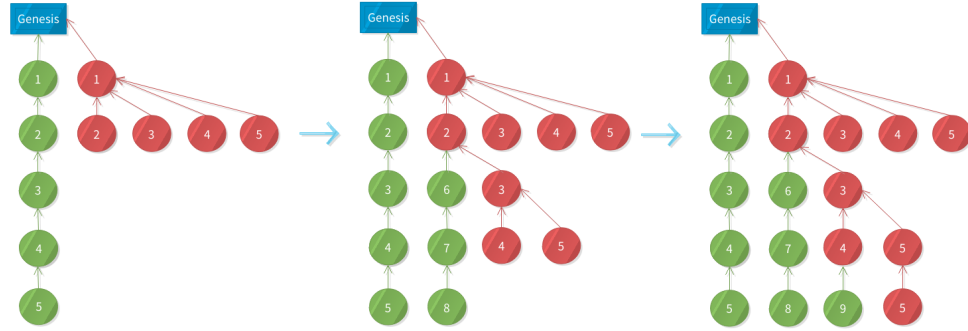 Genesis Genesis Genesis
1 1 1 1 1 1
2 2 3 4 5 2 2 3 4 5 2 2 3 4 5
3 3 6 3 3 6 3
4 4 7 4 5 4 7 4 5
5 5 8 5 8 9 5